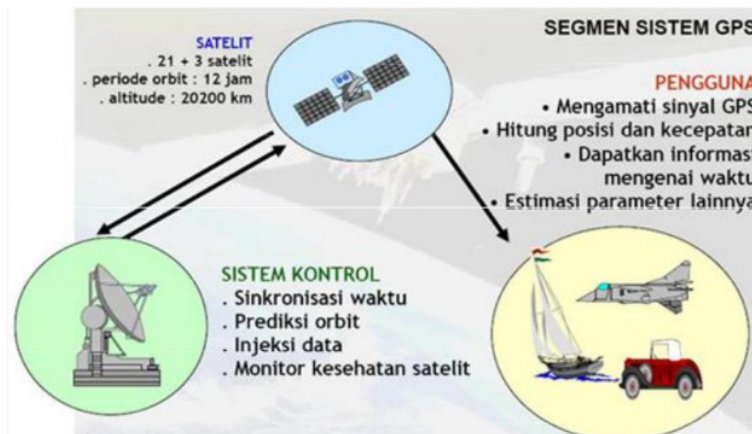 SEGMEN SISTEM GPS
SATELIT
. 21 + 3 satelit
. periode orbit : 12 jam
. altitude : 20200 km
PENGGUNA
• Mengamati sinyal GPS
• Hitung posisi dan kecepatan
• Dapatkan informasi
mengenai waktu
• Estimasi parameter lainnya
SISTEM KONTROL
. Sinkronisasi waktu
. Prediksi orbit
. Injeksi data
. Monitor kesehatan satelit